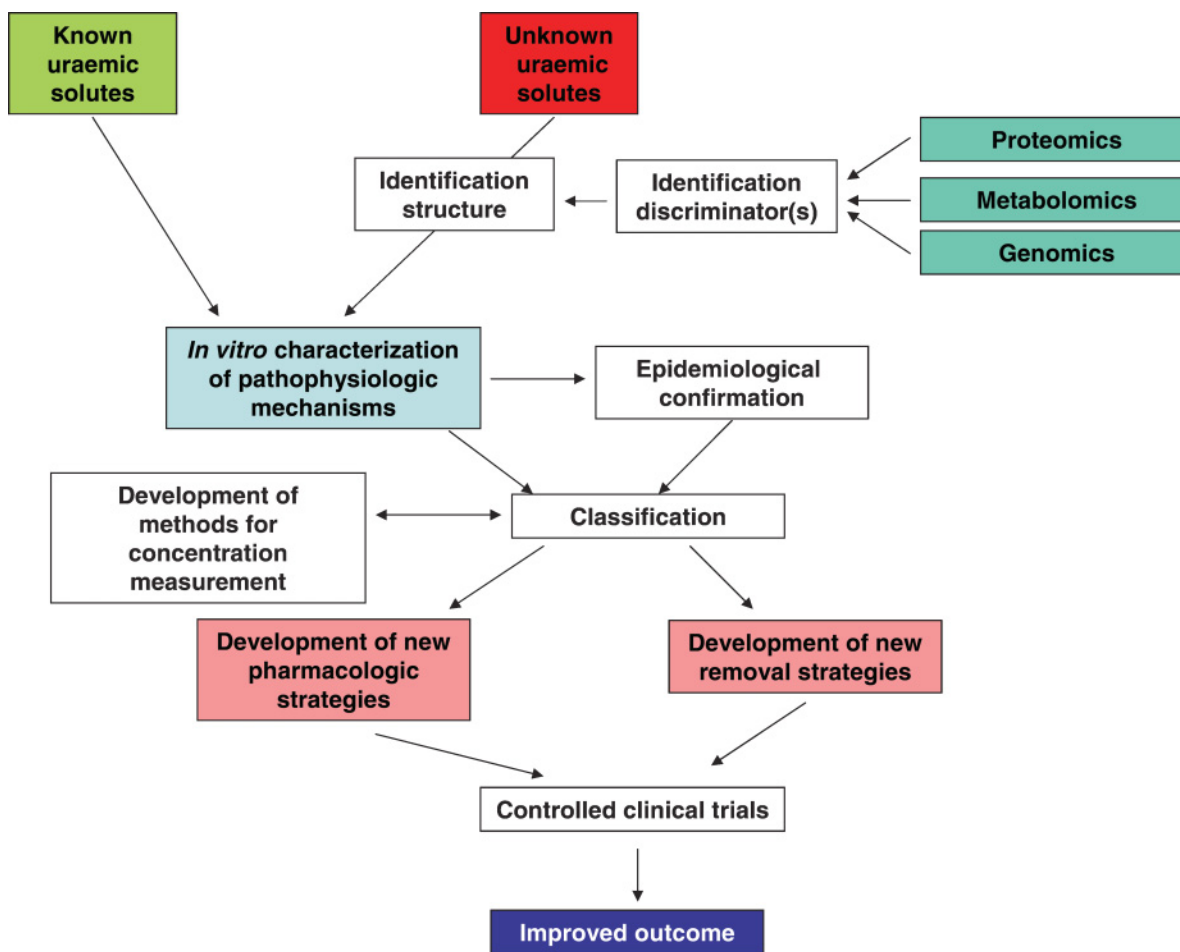 Known
uraemic
solutes
Unknown
uraemic
solutes
Proteomics
Identification
structure
Identification
discriminator(s)
Metabolomics
Genomics
In vitro characterization
of pathophysiologic
mechanisms
Epidemiological
confirmation
Development of
methods for
concentration
measurement
Classification
Development of new
pharmacologic
strategies
Development of new
removal strategies
Controlled clinical trials
Improved outcome